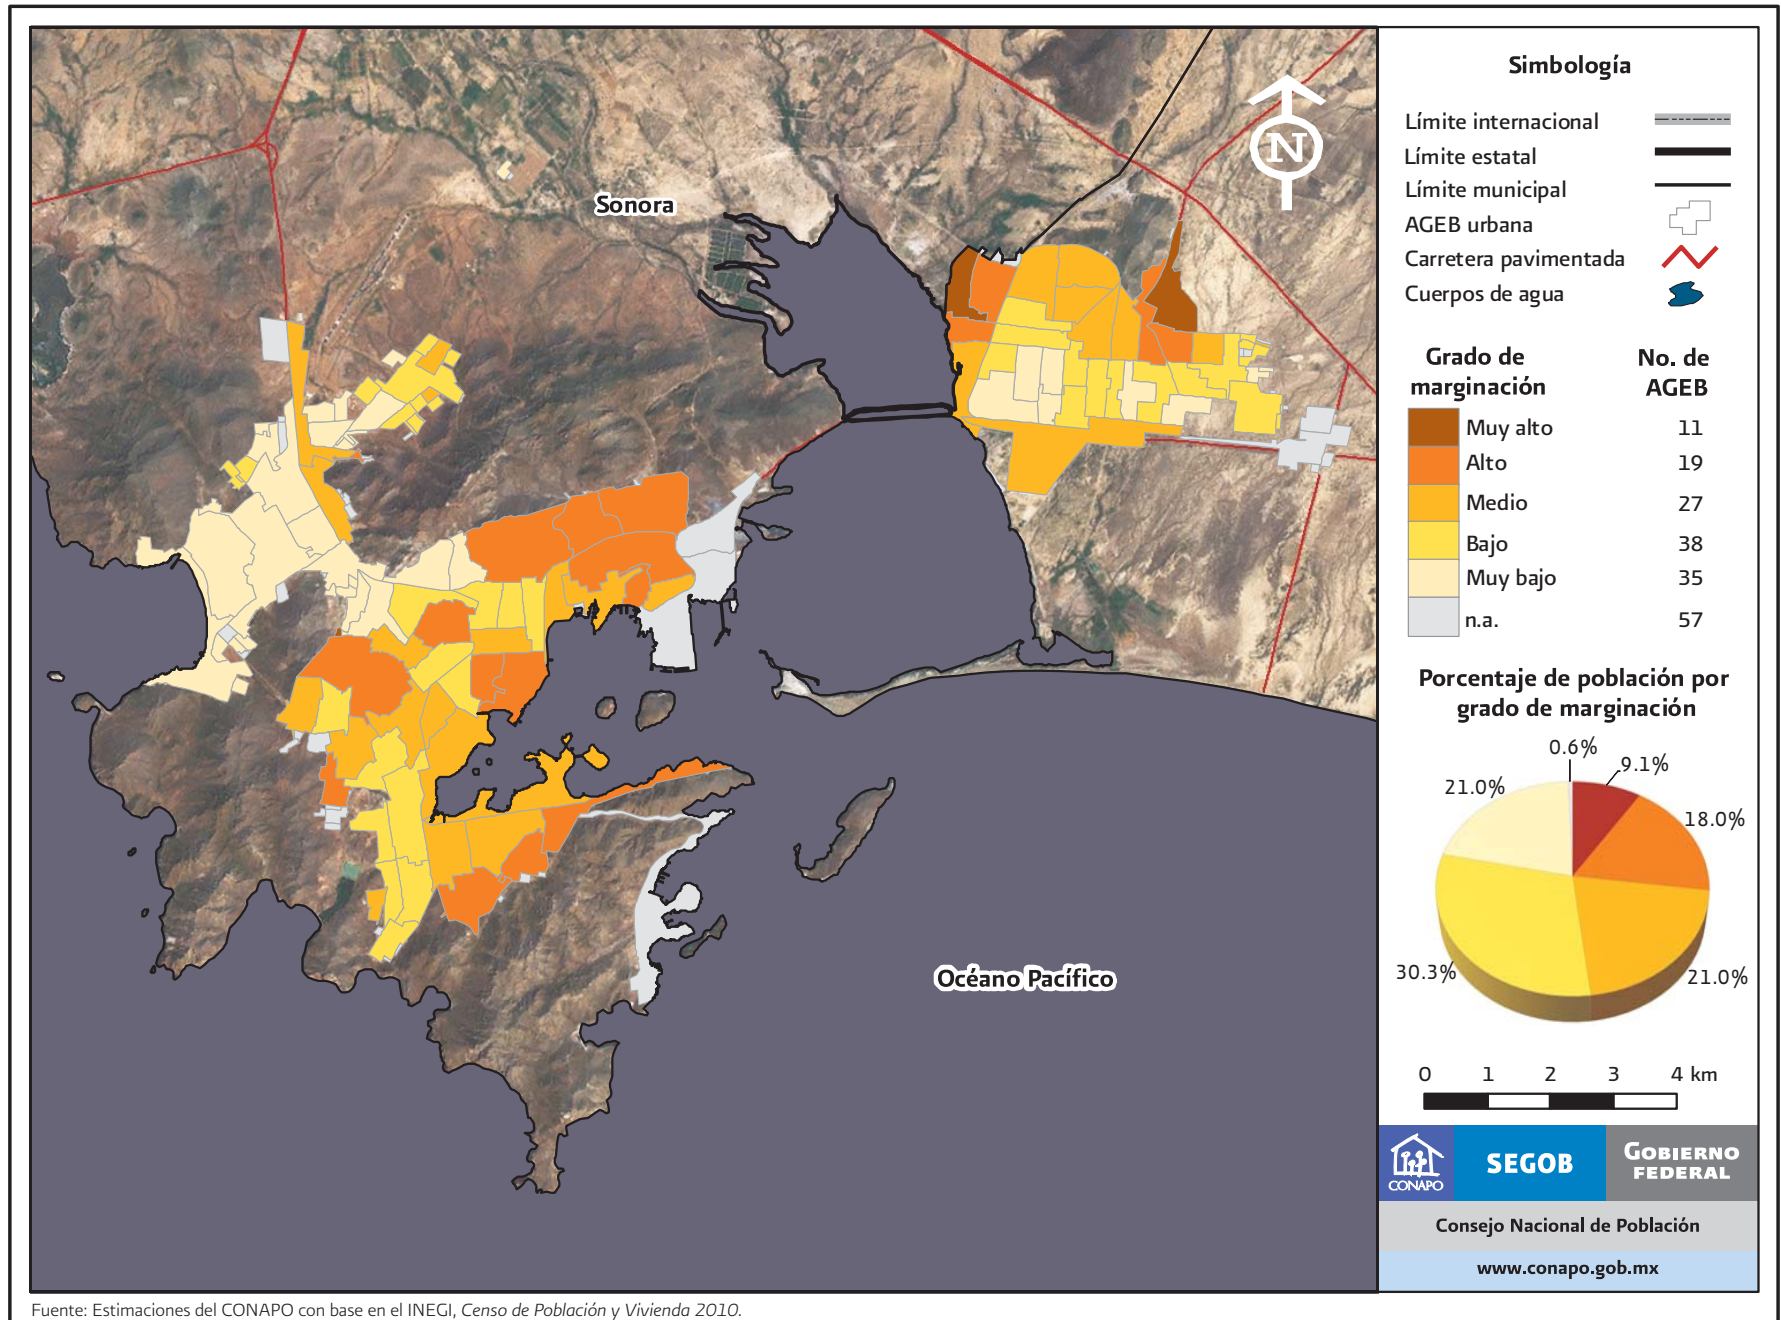 Sonora
N
Océano Pacífico
Simbología
Límite internacional
Límite estatal
Límite municipal
AGEB urbana
Carretera pavimentada
Cuerpos de agua
Grado de marginación
No. de AGEB
Muy alto 11
Alto 19
Medio 27
Bajo 38
Muy bajo 35
n.a. 57
Porcentaje de población por
grado de marginación
0.6%
9.1%
21.0%
18.0%
30.3%
21.0%
0 1 2 3 4 km
CONAPO
SEGOB
GOBIERNO
FEDERAL
Consejo Nacional de Población
www.conapo.gob.mx
Fuente: Estimaciones del CONAPO con base en el INEGI, Censo de Población y Vivienda 2010.